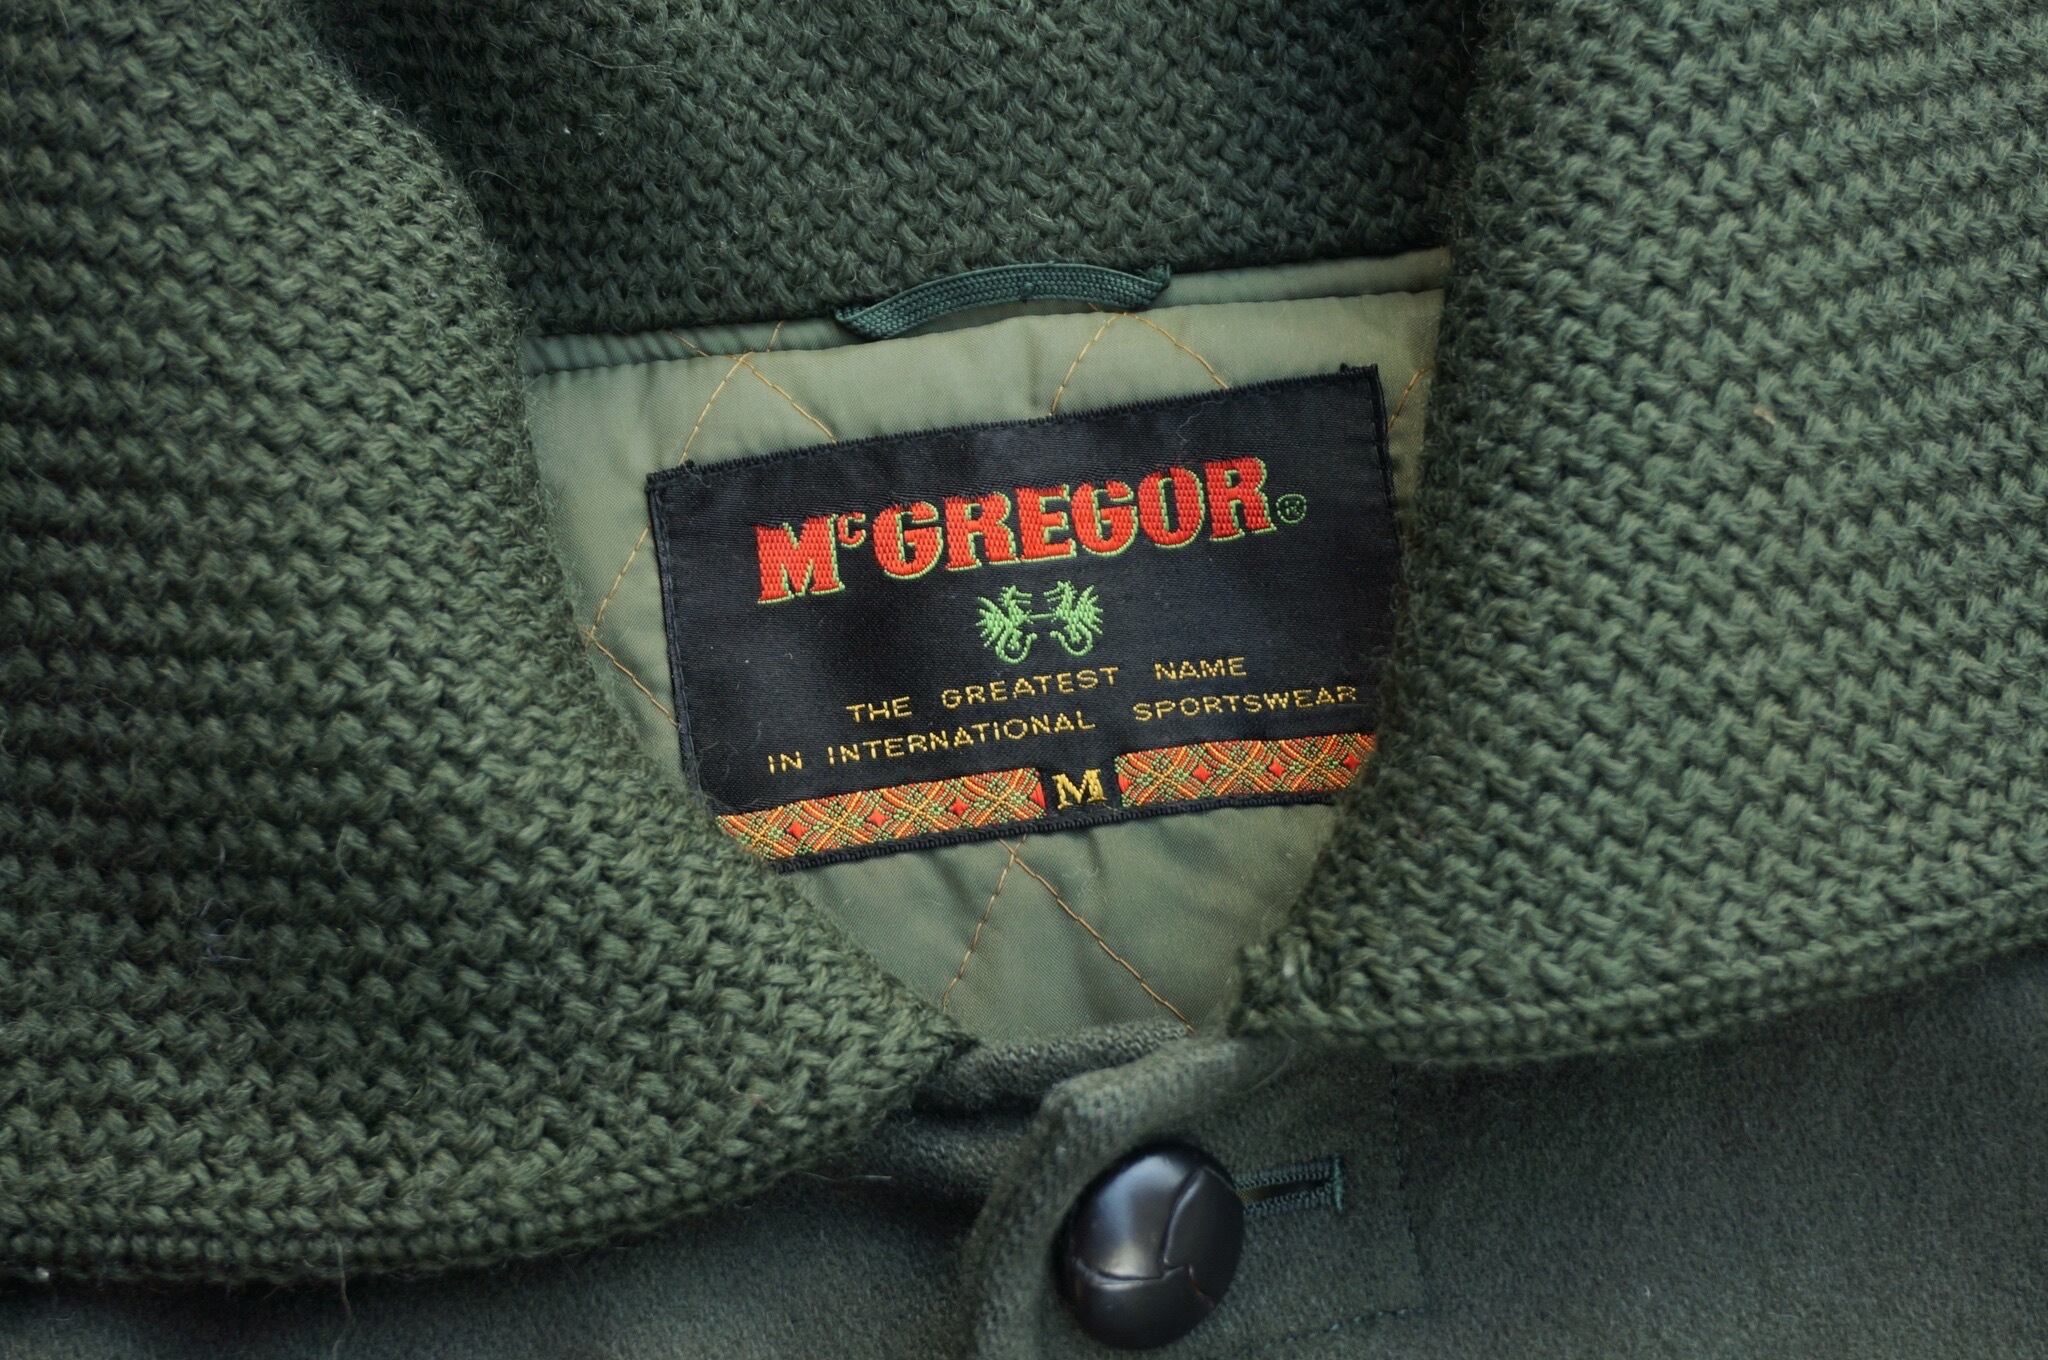 McGREGOR®
THE GREATEST NAME
IN INTERNATIONAL SPORTSWEAR
M